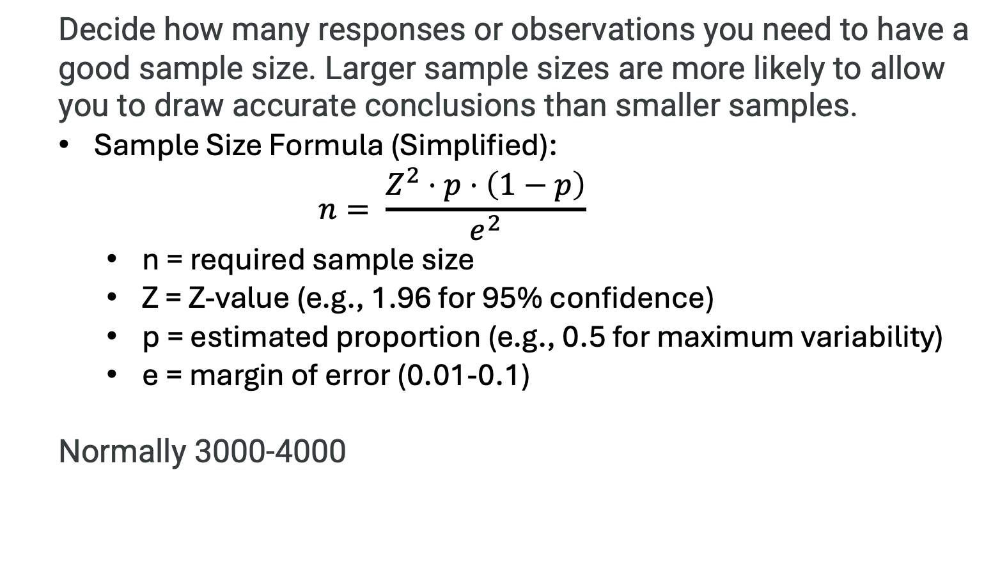 Decide how many responses or observations you need to have a
good sample size. Larger sample sizes are more likely to allow
you to draw accurate conclusions than smaller samples.
• Sample Size Formula (Simplified):
n = \frac{Z^2 · p · (1 − p)}{e^2}
• n = required sample size
• Z = Z-value (e.g., 1.96 for 95% confidence)
• p = estimated proportion (e.g., 0.5 for maximum variability)
• e = margin of error (0.01-0.1)
Normally 3000-4000